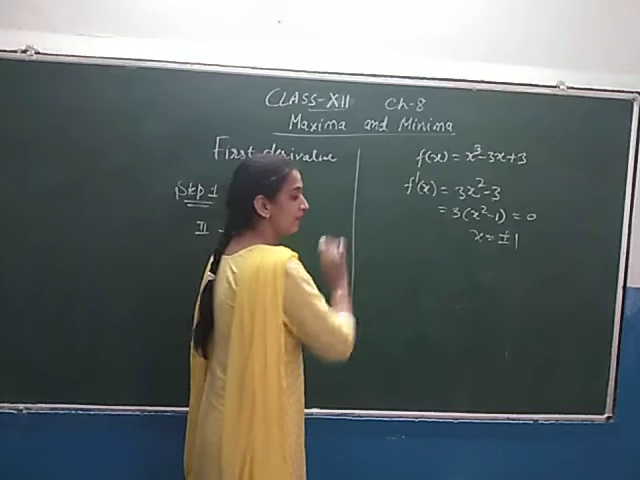 CLASS-XII Ch-8
Maxima and Minima
First derivative
Step 1
II -
f(x) = x³-3x+3
f'(x) = 3x²-3
= 3(x²-1) = 0
x = ±1